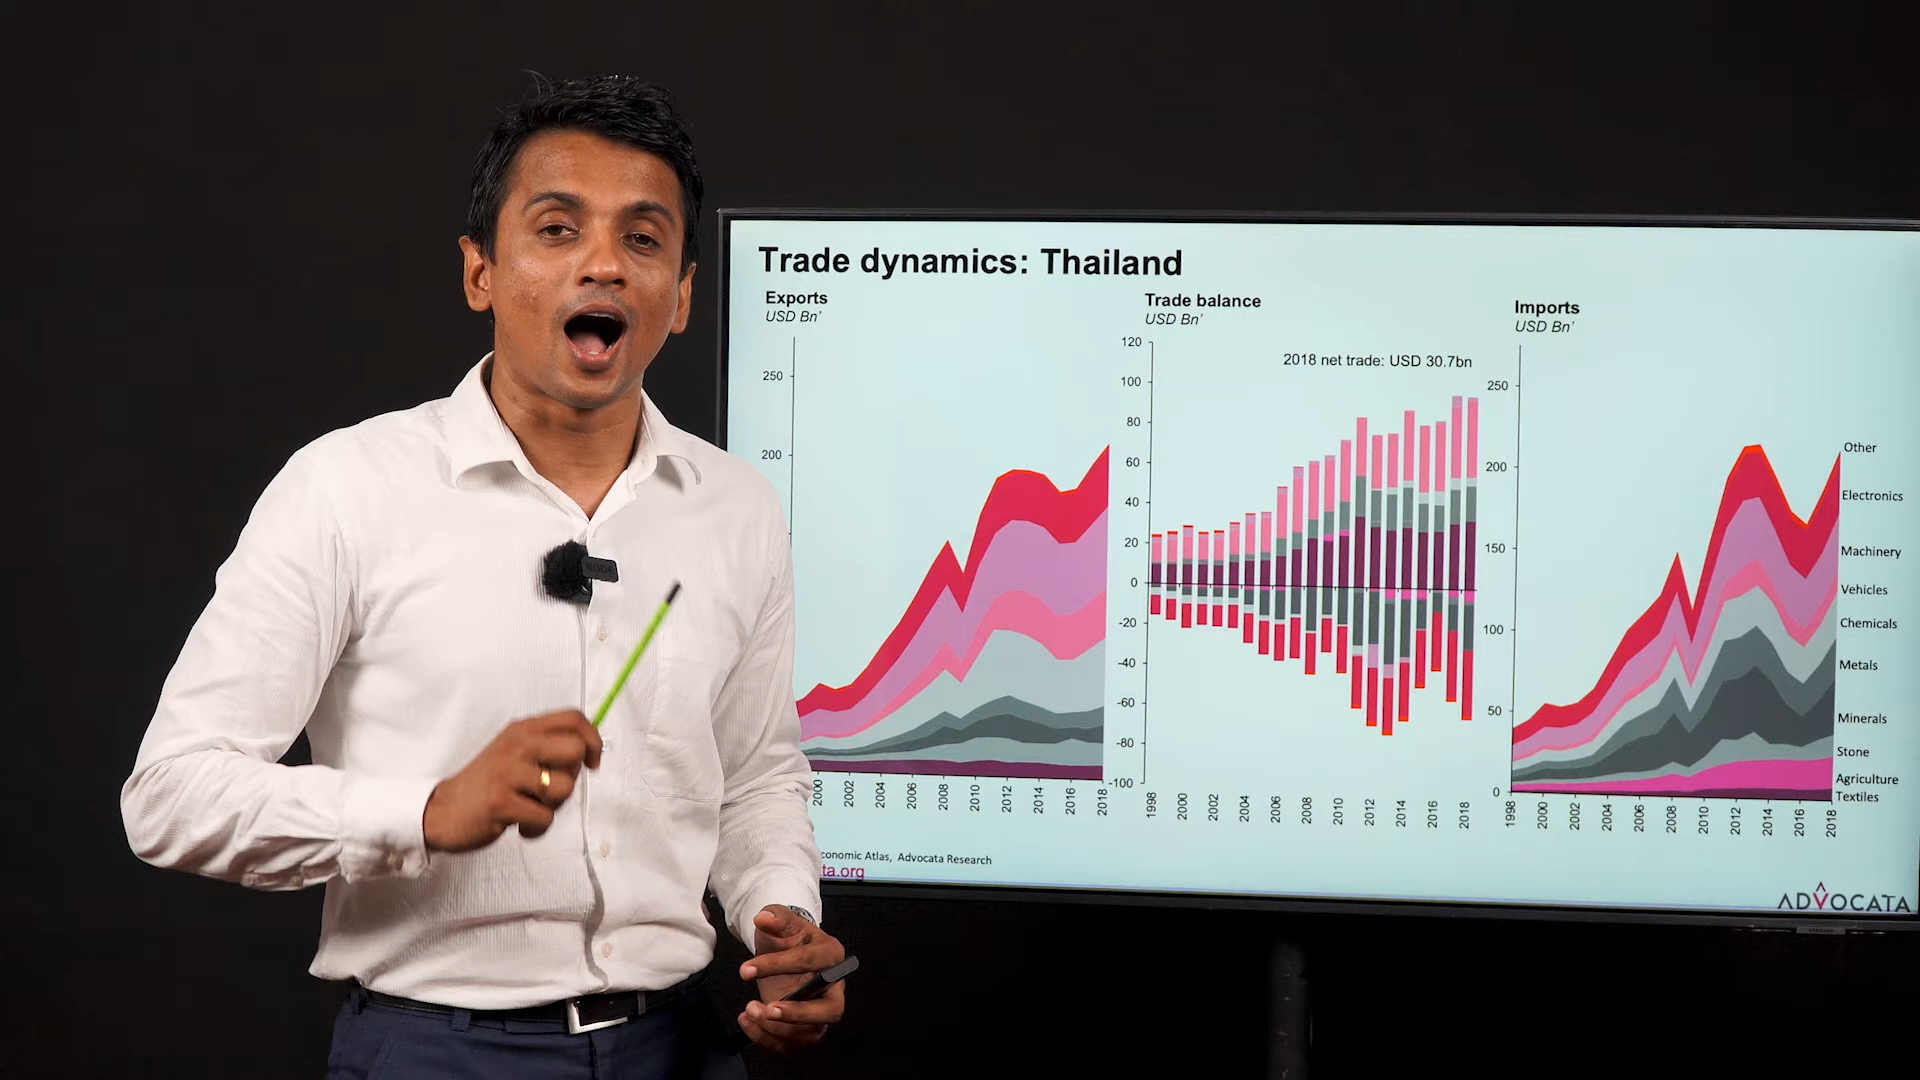 Trade dynamics: Thailand
Exports
USD Bn'
250
200
2000
2002
2004
2006
2008
2010
2012
2014
2016
2018
Trade balance
USD Bn'
2018 net trade: USD 30.7bn
120
100
80
60
40
20
0
-20
-40
-60
-80
-100
1998
2000
2002
2004
2006
2008
2010
2012
2014
2016
2018
Imports
USD Bn'
250
200
150
100
50
0
1998
2000
2002
2004
2006
2008
2010
2012
2014
2016
2018
Other
Electronics
Machinery
Vehicles
Chemicals
Metals
Minerals
Stone
Agriculture
Textiles
conomic Atlas, Advocata Research
ta.org
ADVOCATA
RODE
SAMSUNG